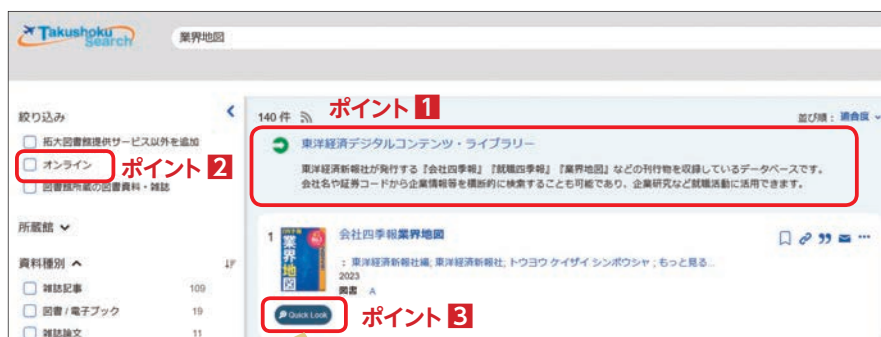 Takushoku Search
業界地図
絞り込み
拓大図書館提供サービス以外を追加
オンライン
ポイント 2
図書館所蔵の図書資料・雑誌
所蔵館
資料種別
雑誌記事 109
図書 / 電子ブック 19
雑誌論文 11
140 件
ポイント 1
並び順 : 適合度
東洋経済デジタルコンテンツ・ライブラリー
東洋経済新報社が発行する『会社四季報』『就職四季報』『業界地図』などの刊行物を収録しているデータベースです。
会社名や証券コードから企業情報等を横断的に検索することも可能であり、企業研究など就職活動に活用できます。
1
業界地図
会社四季報業界地図
: 東洋経済新報社編; 東洋経済新報社; トウヨウ ケイザイ シンポウシャ ; もっと見る...
2023
図書 A
Quick Look
ポイント 3